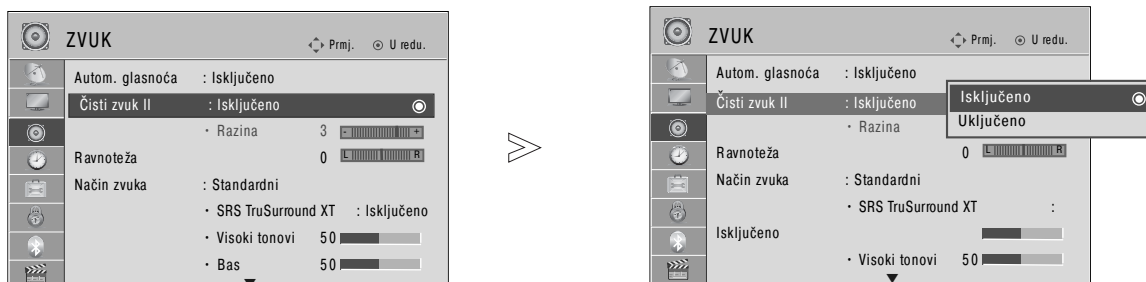 ZVUK
Prmj. U redu.
Autom. glasnoća : Isključeno
Čisti zvuk II : Isključeno
• Razina 3 - +
Ravnoteža 0 L R
Način zvuka : Standardni
• SRS TruSurround XT : Isključeno
• Visoki tonovi 50
• Bas 50
ZVUK
Prmj. U redu.
Autom. glasnoća : Isključeno
Čisti zvuk II : Isključeno
Isključeno
Uključeno
• Razina
Ravnoteža 0 L R
Način zvuka : Standardni
• SRS TruSurround XT :
Isključeno
• Visoki tonovi 50